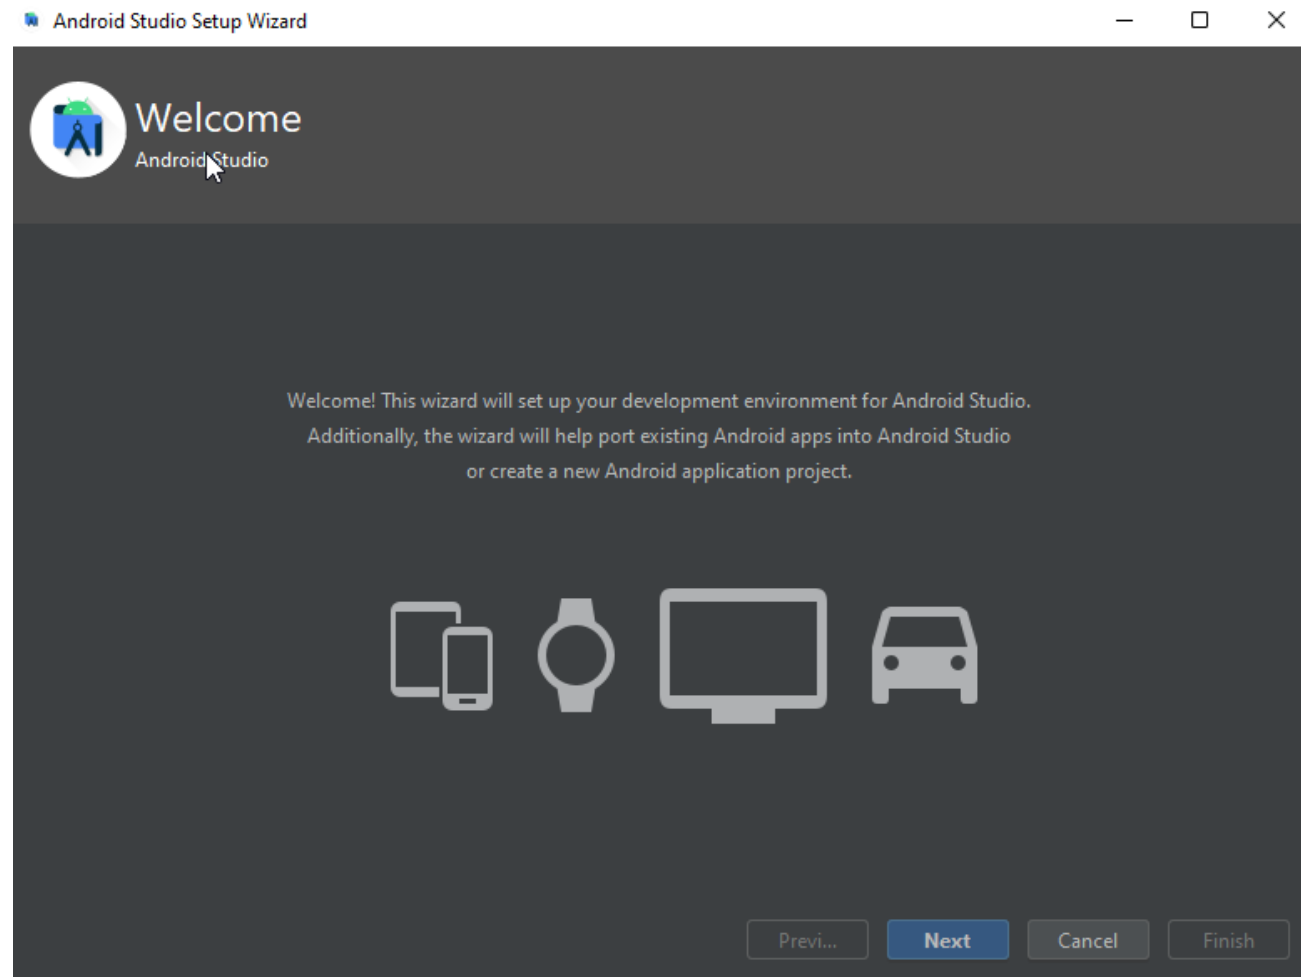 Android Studio Setup Wizard
Welcome
Android Studio
Welcome! This wizard will set up your development environment for Android Studio.
Additionally, the wizard will help port existing Android apps into Android Studio
or create a new Android application project.
Previ... Next Cancel Finish